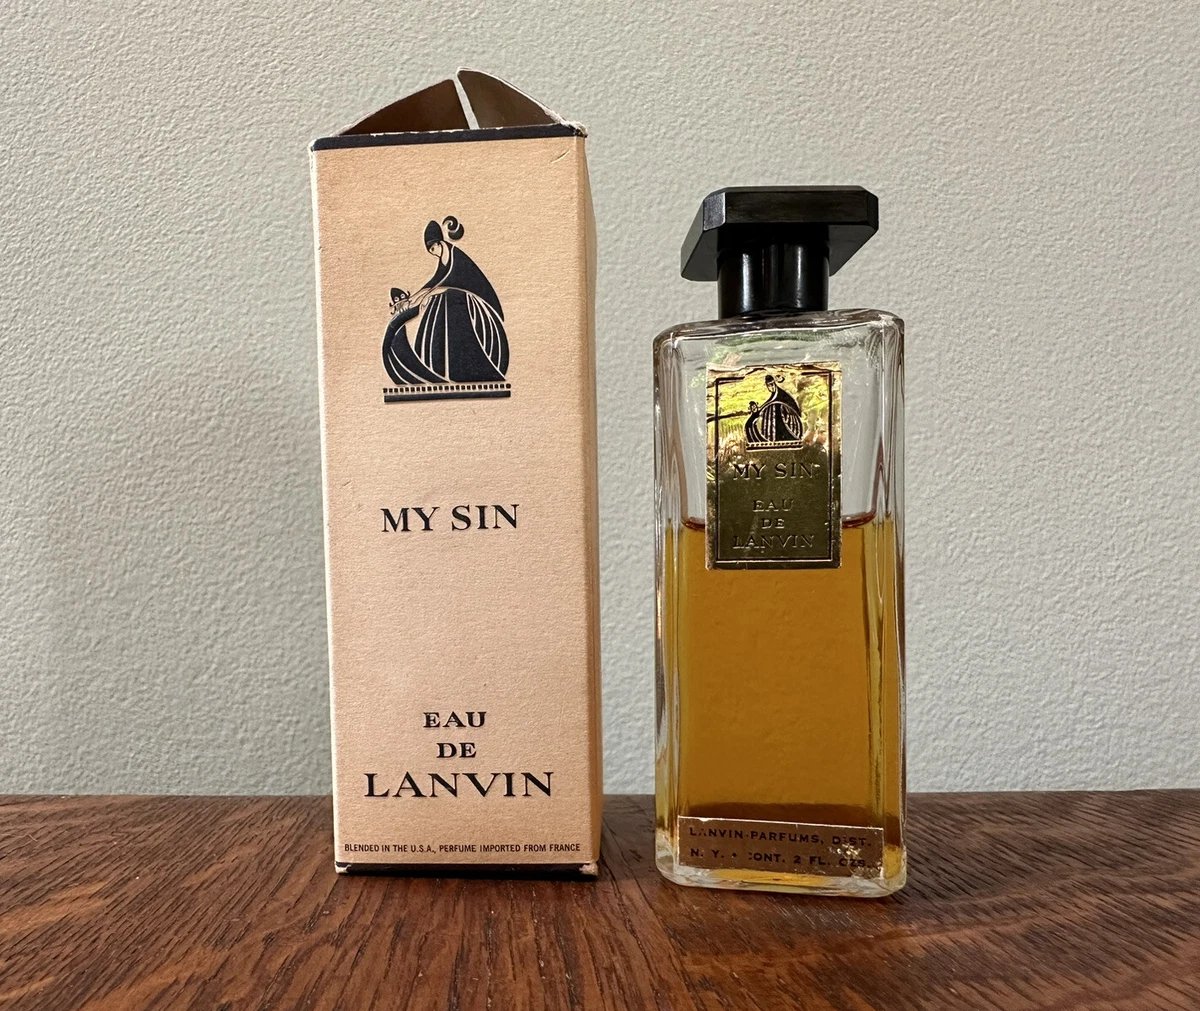 MY SIN
EAU
DE
LANVIN
BLENDED IN THE U.S.A., PERFUME IMPORTED FROM FRANCE
MY SIN
EAU
DE
LANVIN
LANVIN-PARFUMS, DIST.
N. Y. • CONT. 2 FL. OZS.